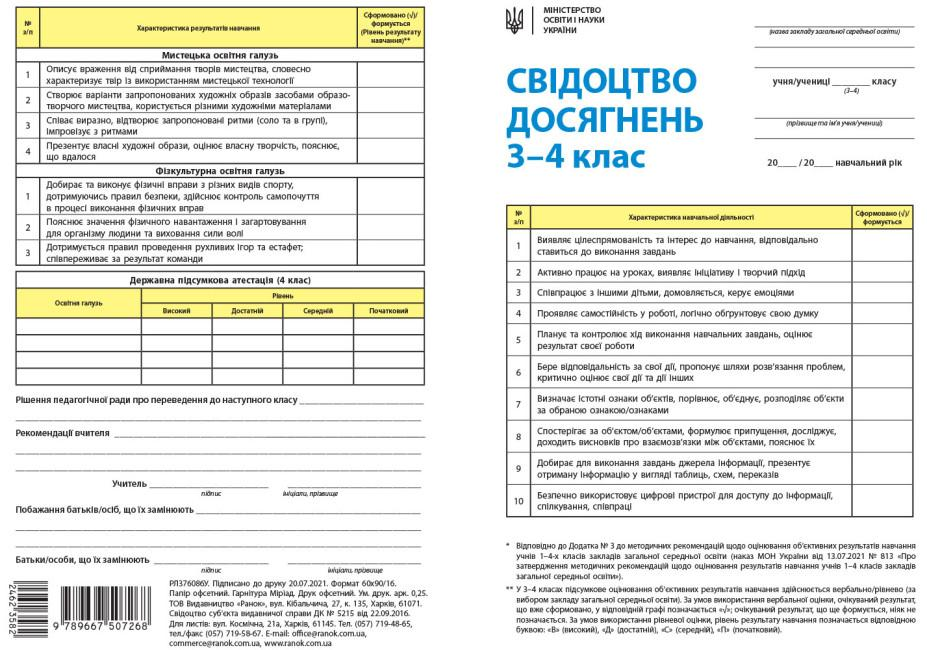 №
з/п
Характеристика результатів навчання
Сформовано (√)/
формується
(Рівень результату
навчання)**
Мистецька освітня галузь
1
Описує враження від сприймання творів мистецтва, словесно
характеризує твір із використанням мистецької технології
2
Створює варіанти запропонованих художніх образів засобами образо-
творчого мистецтва, користується різними художніми матеріалами
3
Співає виразно, відтворює запропоновані ритми (соло та в групі),
імпровізує з ритмами
4
Презентує власні художні образи, оцінює власну творчість, пояснює,
що вдалося
Фізкультурна освітня галузь
1
Добирає та виконує фізичні вправи з різних видів спорту,
дотримуючись правил безпеки, здійснює контроль самопочуття
в процесі виконання фізичних вправ
2
Пояснює значення фізичного навантаження і загартовування
для організму людини та виховання сили волі
3
Дотримується правил проведення рухливих ігор та естафет;
співпереживає за результат команди
Державна підсумкова атестація (4 клас)
Освітня галузь
Рівень
Високий
Достатній
Середній
Початковий
Рішення педагогічної ради про переведення до наступного класу
Рекомендації вчителя
Учитель
підпис
ініціали, прізвище
Побажання батьків/осіб, що їх замінюють
Батьки/особи, що їх замінюють
підпис
ініціали, прізвище
24623582
9 789667 507268
РЛ376086У. Підписано до друку 20.07.2021. Формат 60х90/16.
Папір офсетний. Гарнітура Міріад. Друк офсетний. Ум. друк. арк. 0,25.
ТОВ Видавництво «Ранок», вул. Кібальчича, 27, к. 135, Харків, 61071.
Свідоцтво суб'єкта видавничої справи ДК № 5215 від 22.09.2016.
Для листів: вул. Космічна, 21а, Харків, 61145. Тел. (057) 719-48-65,
тел./факс (057) 719-58-67. E-mail: office@ranok.com.ua,
commerce@ranok.com.ua, www.ranok.com.ua
МІНІСТЕРСТВО
ОСВІТИ І НАУКИ
УКРАЇНИ
(назва закладу загальної середньої освіти)
СВІДОЦТВО
ДОСЯГНЕНЬ
3–4 клас
учня/учениці ________ класу
(3–4)
(прізвище та ім'я учня/учениці)
20____ / 20____ навчальний рік
№
з/п
Характеристика навчальної діяльності
Сформовано (√)/
формується
1
Виявляє цілеспрямованість та інтерес до навчання, відповідально
ставиться до виконання завдань
2
Активно працює на уроках, виявляє ініціативу і творчий підхід
3
Співпрацює з іншими дітьми, домовляється, керує емоціями
4
Проявляє самостійність у роботі, логічно обґрунтовує свою думку
5
Планує та контролює хід виконання навчальних завдань, оцінює
результат своєї роботи
6
Бере відповідальність за свої дії, пропонує шляхи розв'язання проблем,
критично оцінює свої дії та дії інших
7
Визначає істотні ознаки об'єктів, порівнює, об'єднує, розподіляє об'єкти
за обраною ознакою/ознаками
8
Спостерігає за об'єктом/об'єктами, формулює припущення, досліджує,
доходить висновків про взаємозв'язки між об'єктами, пояснює їх
9
Добирає для виконання завдань джерела інформації, презентує
отриману інформацію у вигляді таблиць, схем, переказів
10
Безпечно використовує цифрові пристрої для доступу до інформації,
спілкування, співпраці
* Відповідно до Додатка № 3 до методичних рекомендацій щодо оцінювання об'єктивних результатів навчання
учнів 1–4-х класів закладів загальної середньої освіти (наказ МОН України від 13.07.2021 № 813 «Про
затвердження методичних рекомендацій щодо оцінювання результатів навчання учнів 1–4 класів закладів
загальної середньої освіти»).
** У 3–4 класах підсумкове оцінювання об'єктивних результатів навчання здійснюється вербально/рівнево (за
вибором закладу загальної середньої освіти). За умов використання вербальної оцінки, очікуваний результат,
що вже сформовано, у відповідній графі позначається «√»; очікуваний результат, що ще формується, ніяк не
позначається. За умов використання рівневої оцінки, рівень результату навчання позначається відповідною
буквою: «В» (високий), «Д» (достатній), «С» (середній), «П» (початковий).